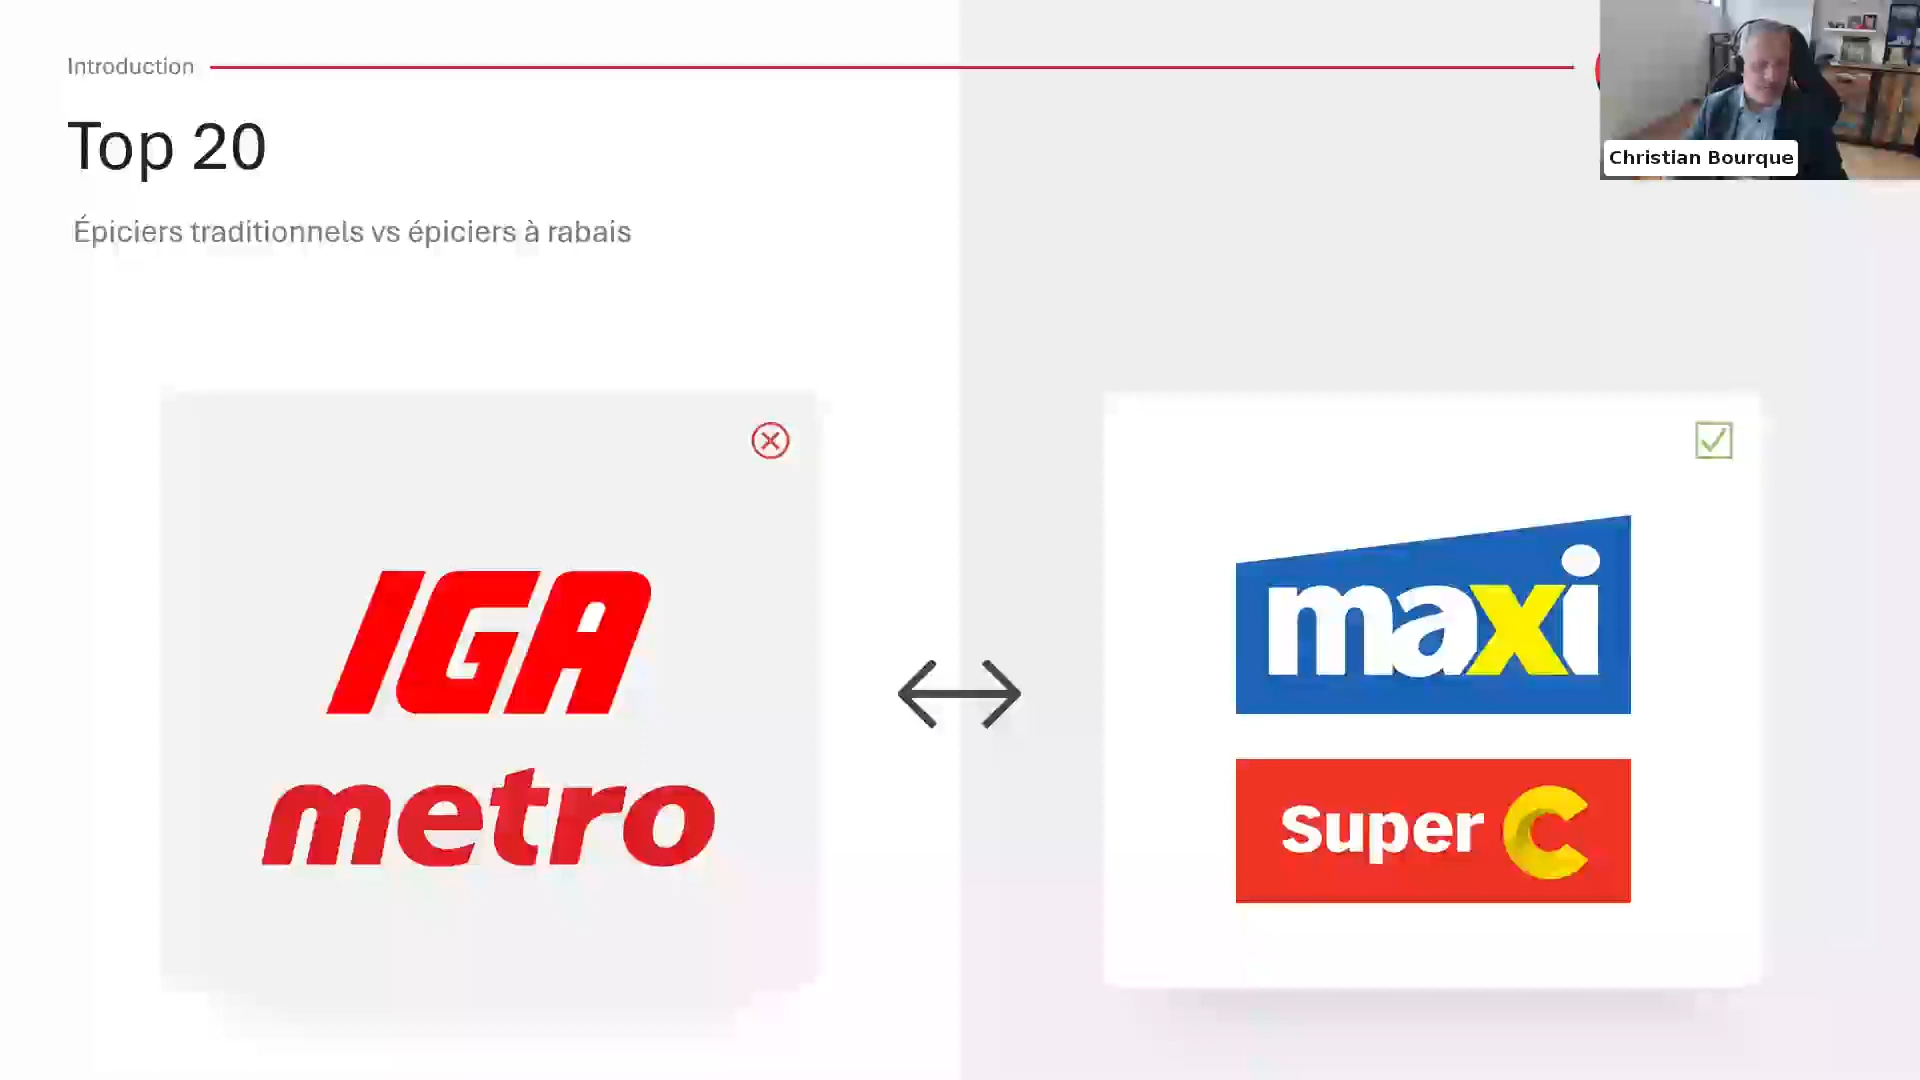 Introduction
Top 20
Épiciers traditionnels vs épiciers à rabais
Christian Bourque
IGA
metro
maxi
Super C